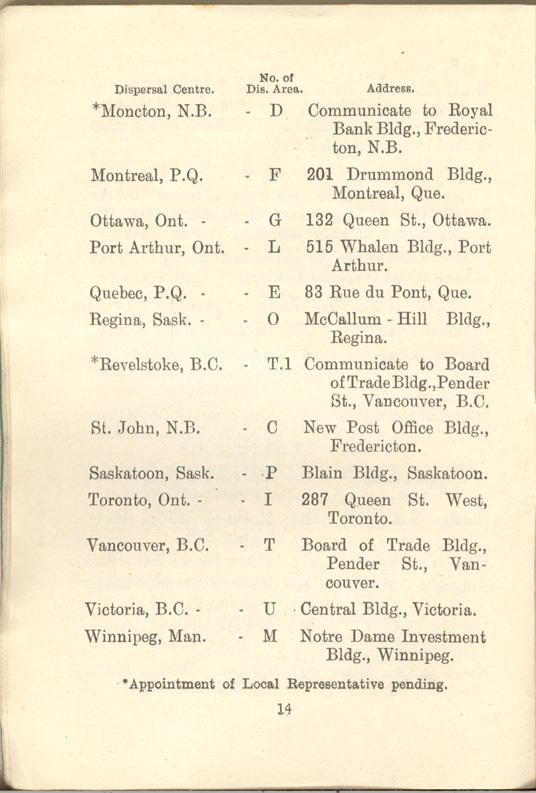 No. of
Dispersal Centre. Dis. Area. Address.
*Moncton, N.B. - D Communicate to Royal
Bank Bldg., Frederic-
ton, N.B.
Montreal, P.Q. - F 201 Drummond Bldg.,
Montreal, Que.
Ottawa, Ont. - - G 132 Queen St., Ottawa.
Port Arthur, Ont. - L 515 Whalen Bldg., Port
Arthur.
Quebec, P.Q. - - E 83 Rue du Pont, Que.
Regina, Sask. - - O McCallum - Hill Bldg.,
Regina.
*Revelstoke, B.C. - T.1 Communicate to Board
of Trade Bldg., Pender
St., Vancouver, B.C.
St. John, N.B. - C New Post Office Bldg.,
Fredericton.
Saskatoon, Sask. - P Blain Bldg., Saskatoon.
Toronto, Ont. - - I 287 Queen St. West,
Toronto.
Vancouver, B.C. - T Board of Trade Bldg.,
Pender St., Van-
couver.
Victoria, B.C. - - U Central Bldg., Victoria.
Winnipeg, Man. - M Notre Dame Investment
Bldg., Winnipeg.
*Appointment of Local Representative pending.
14